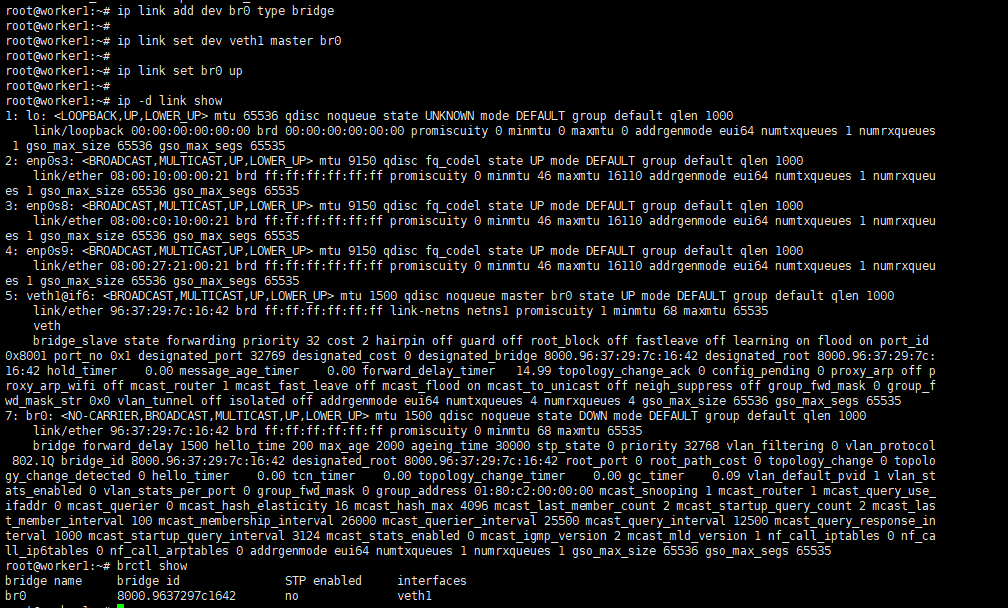 root@worker1:~# ip link add dev br0 type bridge
root@worker1:~#
root@worker1:~# ip link set dev veth1 master br0
root@worker1:~#
root@worker1:~# ip link set br0 up
root@worker1:~#
root@worker1:~# ip -d link show
1: lo: <LOOPBACK,UP,LOWER_UP> mtu 65536 qdisc noqueue state UNKNOWN mode DEFAULT group default qlen 1000
    link/loopback 00:00:00:00:00:00 brd 00:00:00:00:00:00 promiscuity 0 minmtu 0 maxmtu 0 addrgenmode eui64 numtxqueues 1 numrxqueues
 1 gso_max_size 65536 gso_max_segs 65535
2: enp0s3: <BROADCAST,MULTICAST,UP,LOWER_UP> mtu 9150 qdisc fq_codel state UP mode DEFAULT group default qlen 1000
    link/ether 08:00:10:00:00:21 brd ff:ff:ff:ff:ff:ff promiscuity 0 minmtu 46 maxmtu 16110 addrgenmode eui64 numtxqueues 1 numrxqueu
es 1 gso_max_size 65536 gso_max_segs 65535
3: enp0s8: <BROADCAST,MULTICAST,UP,LOWER_UP> mtu 9150 qdisc fq_codel state UP mode DEFAULT group default qlen 1000
    link/ether 08:00:c0:10:00:21 brd ff:ff:ff:ff:ff:ff promiscuity 0 minmtu 46 maxmtu 16110 addrgenmode eui64 numtxqueues 1 numrxqueu
es 1 gso_max_size 65536 gso_max_segs 65535
4: enp0s9: <BROADCAST,MULTICAST,UP,LOWER_UP> mtu 9150 qdisc fq_codel state UP mode DEFAULT group default qlen 1000
    link/ether 08:00:27:21:00:21 brd ff:ff:ff:ff:ff:ff promiscuity 0 minmtu 46 maxmtu 16110 addrgenmode eui64 numtxqueues 1 numrxqueu
es 1 gso_max_size 65536 gso_max_segs 65535
5: veth1@if6: <BROADCAST,MULTICAST,UP,LOWER_UP> mtu 1500 qdisc noqueue master br0 state UP mode DEFAULT group default qlen 1000
    link/ether 96:37:29:7c:16:42 brd ff:ff:ff:ff:ff:ff link-netns netns1 promiscuity 1 minmtu 68 maxmtu 65535
    veth
    bridge_slave state forwarding priority 32 cost 2 hairpin off guard off root_block off fastleave off learning on flood on port_id
0x8001 port_no 0x1 designated_port 32769 designated_cost 0 designated_bridge 8000.96:37:29:7c:16:42 designated_root 8000.96:37:29:7c:
16:42 hold_timer    0.00 message_age_timer    0.00 forward_delay_timer   14.99 topology_change_ack 0 config_pending 0 proxy_arp off p
roxy_arp_wifi off mcast_router 1 mcast_fast_leave off mcast_flood on mcast_to_unicast off neigh_suppress off group_fwd_mask 0 group_f
wd_mask_str 0x0 vlan_tunnel off isolated off addrgenmode eui64 numtxqueues 4 numrxqueues 4 gso_max_size 65536 gso_max_segs 65535
7: br0: <NO-CARRIER,BROADCAST,MULTICAST,UP> mtu 1500 qdisc noqueue state DOWN mode DEFAULT group default qlen 1000
    link/ether 96:37:29:7c:16:42 brd ff:ff:ff:ff:ff:ff promiscuity 0 minmtu 68 maxmtu 65535
    bridge forward_delay 1500 hello_time 200 max_age 2000 ageing_time 30000 stp_state 0 priority 32768 vlan_filtering 0 vlan_protocol
 802.1Q bridge_id 8000.96:37:29:7c:16:42 designated_root 8000.96:37:29:7c:16:42 root_port 0 root_path_cost 0 topology_change 0 topolo
gy_change_detected 0 hello_timer    0.00 tcn_timer    0.00 topology_change_timer    0.00 gc_timer    0.09 vlan_default_pvid 1 vlan_st
ats_enabled 0 vlan_stats_per_port 0 group_fwd_mask 0 group_address 01:80:c2:00:00:00 mcast_snooping 1 mcast_router 1 mcast_query_use_
ifaddr 0 mcast_querier 0 mcast_hash_elasticity 16 mcast_hash_max 4096 mcast_last_member_count 2 mcast_startup_query_count 2 mcast_las
t_member_interval 100 mcast_membership_interval 26000 mcast_querier_interval 25500 mcast_query_interval 12500 mcast_query_response_in
terval 1000 mcast_startup_query_interval 3124 mcast_stats_enabled 0 mcast_igmp_version 2 mcast_mld_version 1 nf_call_iptables 0 nf_ca
ll_ip6tables 0 nf_call_arptables 0 addrgenmode eui64 numtxqueues 1 numrxqueues 1 gso_max_size 65536 gso_max_segs 65535
root@worker1:~# brctl show
bridge name     bridge id               STP enabled     interfaces
br0             8000.9637297c1642       no              veth1
root@worker1:~#